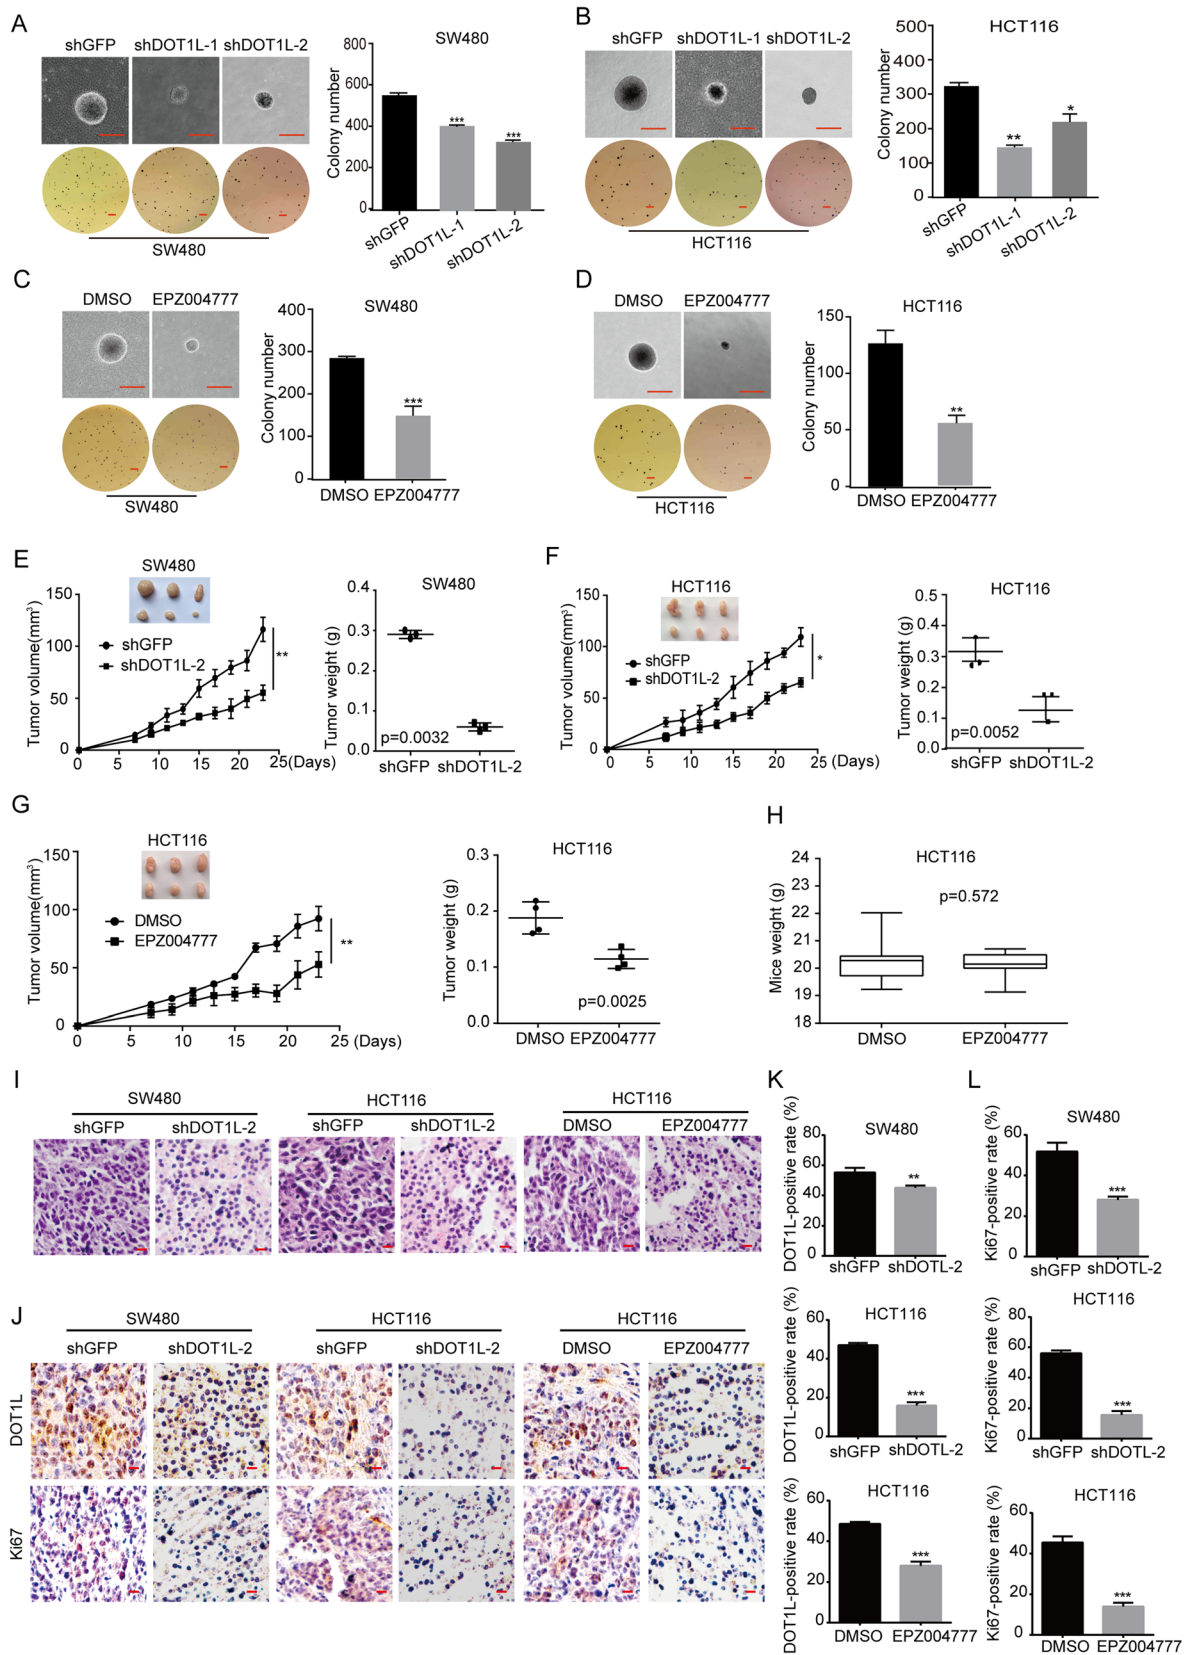 A
shGFP shDOT1L-1 shDOT1L-2
SW480
SW480
Colony number
800
600
400
200
0
***
***
shGFP
shDOT1L-1
shDOT1L-2
B
shGFP shDOT1L-1 shDOT1L-2
HCT116
HCT116
Colony number
500
400
300
200
100
0
**
*
shGFP
shDOT1L-1
shDOT1L-2
C
DMSO EPZ004777
SW480
SW480
Colony number
400
300
200
100
0
***
DMSO EPZ004777
D
DMSO EPZ004777
HCT116
HCT116
Colony number
150
100
50
0
**
DMSO EPZ004777
E
SW480
Tumor volume(mm3)
150
100
50
0
shGFP
shDOT1L-2
**
0 5 10 15 20 25(Days)
SW480
Tumor weight (g)
0.4
0.3
0.2
0.1
0.0
p=0.0032
shGFP shDOT1L-2
F
HCT116
Tumor volume(mm3)
150
100
50
0
shGFP
shDOT1L-2
*
0 5 10 15 20 25 (Days)
HCT116
Tumor weight (g)
0.5
0.4
0.3
0.2
0.1
0.0
p=0.0052
shGFP shDOT1L-2
G
HCT116
Tumor volume(mm3)
150
100
50
0
DMSO
EPZ004777
**
0 5 10 15 20 25 (Days)
HCT116
Tumor weight (g)
0.3
0.2
0.1
0.0
p=0.0025
DMSO EPZ004777
H
HCT116
Mice weight (g)
24
23
22
21
20
19
18
p=0.572
DMSO EPZ004777
I
SW480 HCT116 HCT116
shGFP shDOT1L-2 shGFP shDOT1L-2 DMSO EPZ004777
J
SW480 HCT116 HCT116
shGFP shDOT1L-2 shGFP shDOT1L-2 DMSO EPZ004777
DOT1L
Ki67
K
SW480
DOT1L-positive rate (%)
80
60
40
20
0
**
shGFP shDOTL-2
HCT116
DOT1L-positive rate (%)
60
40
20
0
***
shGFP shDOTL-2
HCT116
DOT1L-positive rate (%)
60
40
20
0
***
DMSO EPZ004777
L
SW480
Ki67-positive rate (%)
60
40
20
0
***
shGFP shDOTL-2
HCT116
Ki67-positive rate (%)
80
60
40
20
0
***
shGFP shDOTL-2
HCT116
Ki67-positive rate (%)
60
40
20
0
***
DMSO EPZ004777